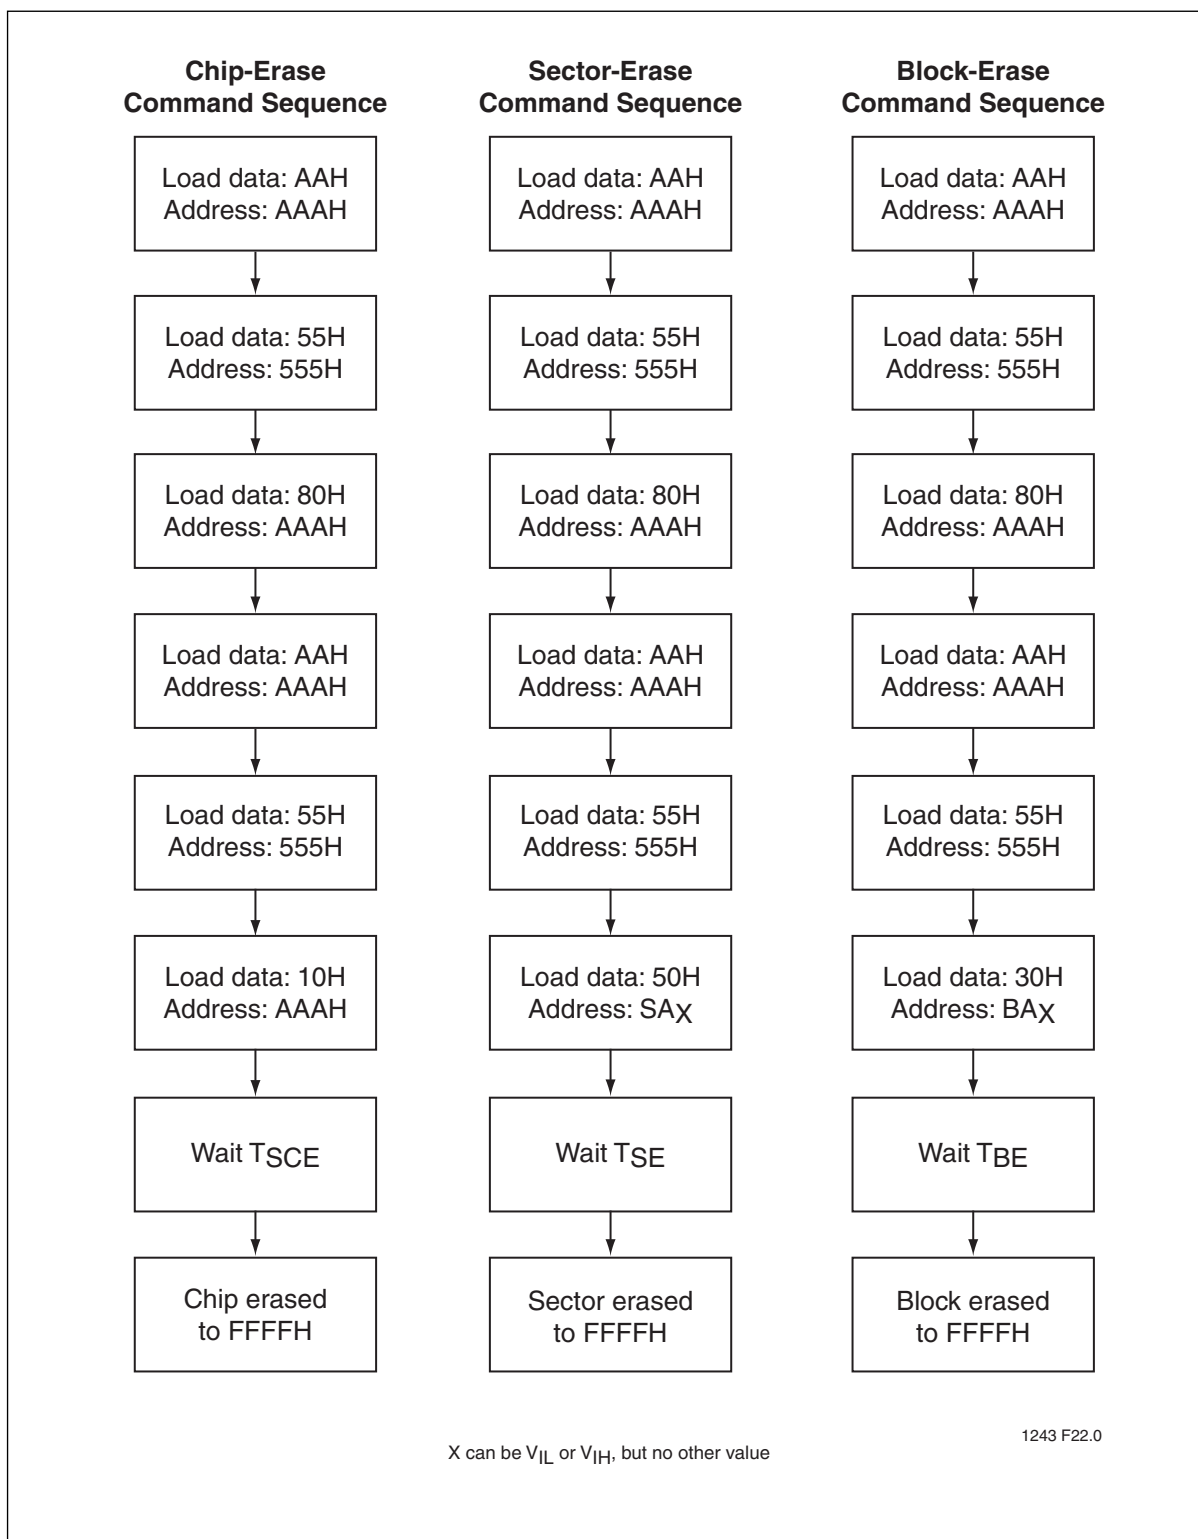 Chip-Erase
Command Sequence
Load data: AAH
Address: AAAH
Load data: 55H
Address: 555H
Load data: 80H
Address: AAAH
Load data: AAH
Address: AAAH
Load data: 55H
Address: 555H
Load data: 10H
Address: AAAH
Wait TSCE
Chip erased
to FFFFH
Sector-Erase
Command Sequence
Load data: AAH
Address: AAAH
Load data: 55H
Address: 555H
Load data: 80H
Address: AAAH
Load data: AAH
Address: AAAH
Load data: 55H
Address: 555H
Load data: 50H
Address: SAX
Wait TSE
Sector erased
to FFFFH
Block-Erase
Command Sequence
Load data: AAH
Address: AAAH
Load data: 55H
Address: 555H
Load data: 80H
Address: AAAH
Load data: AAH
Address: AAAH
Load data: 55H
Address: 555H
Load data: 30H
Address: BAX
Wait TBE
Block erased
to FFFFH
1243 F22.0
X can be VIL or VIH, but no other value